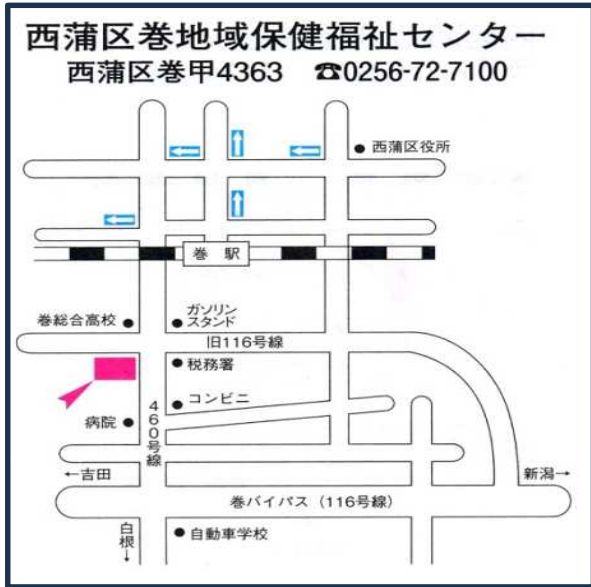 西蒲区巻地域保健福祉センター
西蒲区巻甲4363 ☎0256-72-7100
西蒲区役所
巻駅
巻総合高校
ガソリン
スタンド
旧116号線
税務署
コンビニ
460号線
病院
←吉田
新潟→
巻バイパス（116号線）
白根↓
自動車学校